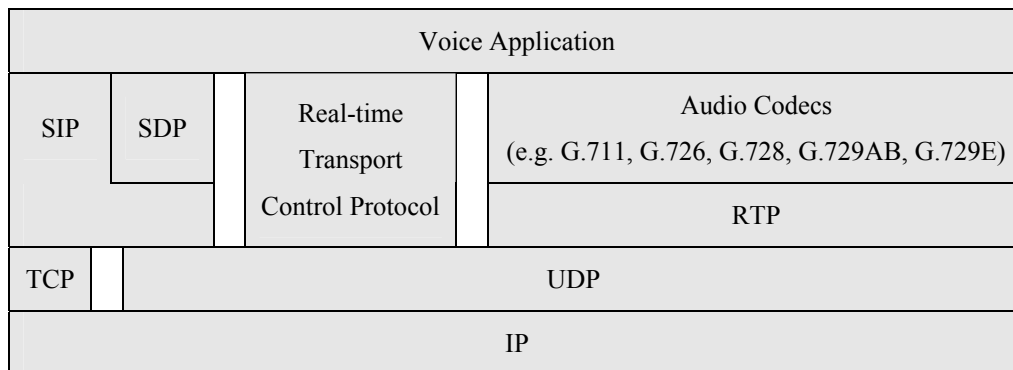 Voice Application
SIP
SDP
Real-time
Transport
Control Protocol
Audio Codecs
(e.g. G.711, G.726, G.728, G.729AB, G.729E)
RTP
TCP
UDP
IP